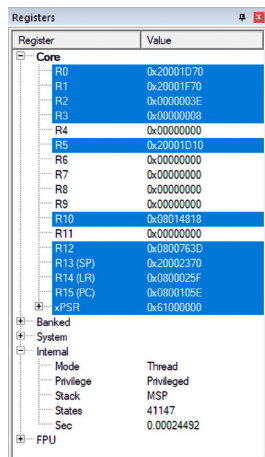 Registers
Register Value
Core
R0 0x20001D70
R1 0x20001F70
R2 0x0000003E
R3 0x00000008
R4 0x00000000
R5 0x20001D10
R6 0x00000000
R7 0x00000000
R8 0x00000000
R9 0x00000000
R10 0x08014818
R11 0x00000000
R12 0x0800763D
R13 (SP) 0x20002370
R14 (LR) 0x0800025F
R15 (PC) 0x0800105E
xPSR 0x61000000
Banked
System
Internal
Mode Thread
Privilege Privileged
Stack MSP
States 41147
Sec 0.00024492
FPU